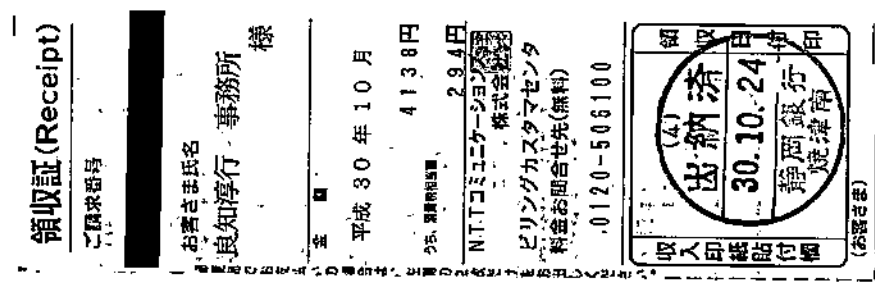 領収証(Receipt)
ご請求番号
お客さま氏名
良知淳行 事務所
様
金 額
平成 30 年 10 月
4138円
うち、消費税相当額
294円
NTTコミュニケーションズ
株式会社
ビリングカスタマセンタ
料金お問合せ先(無料)
0120-506100
領収日付印
(4)
出納済
30.10.24
静岡銀行
焼津南
収入印紙貼付欄
(お客さま)